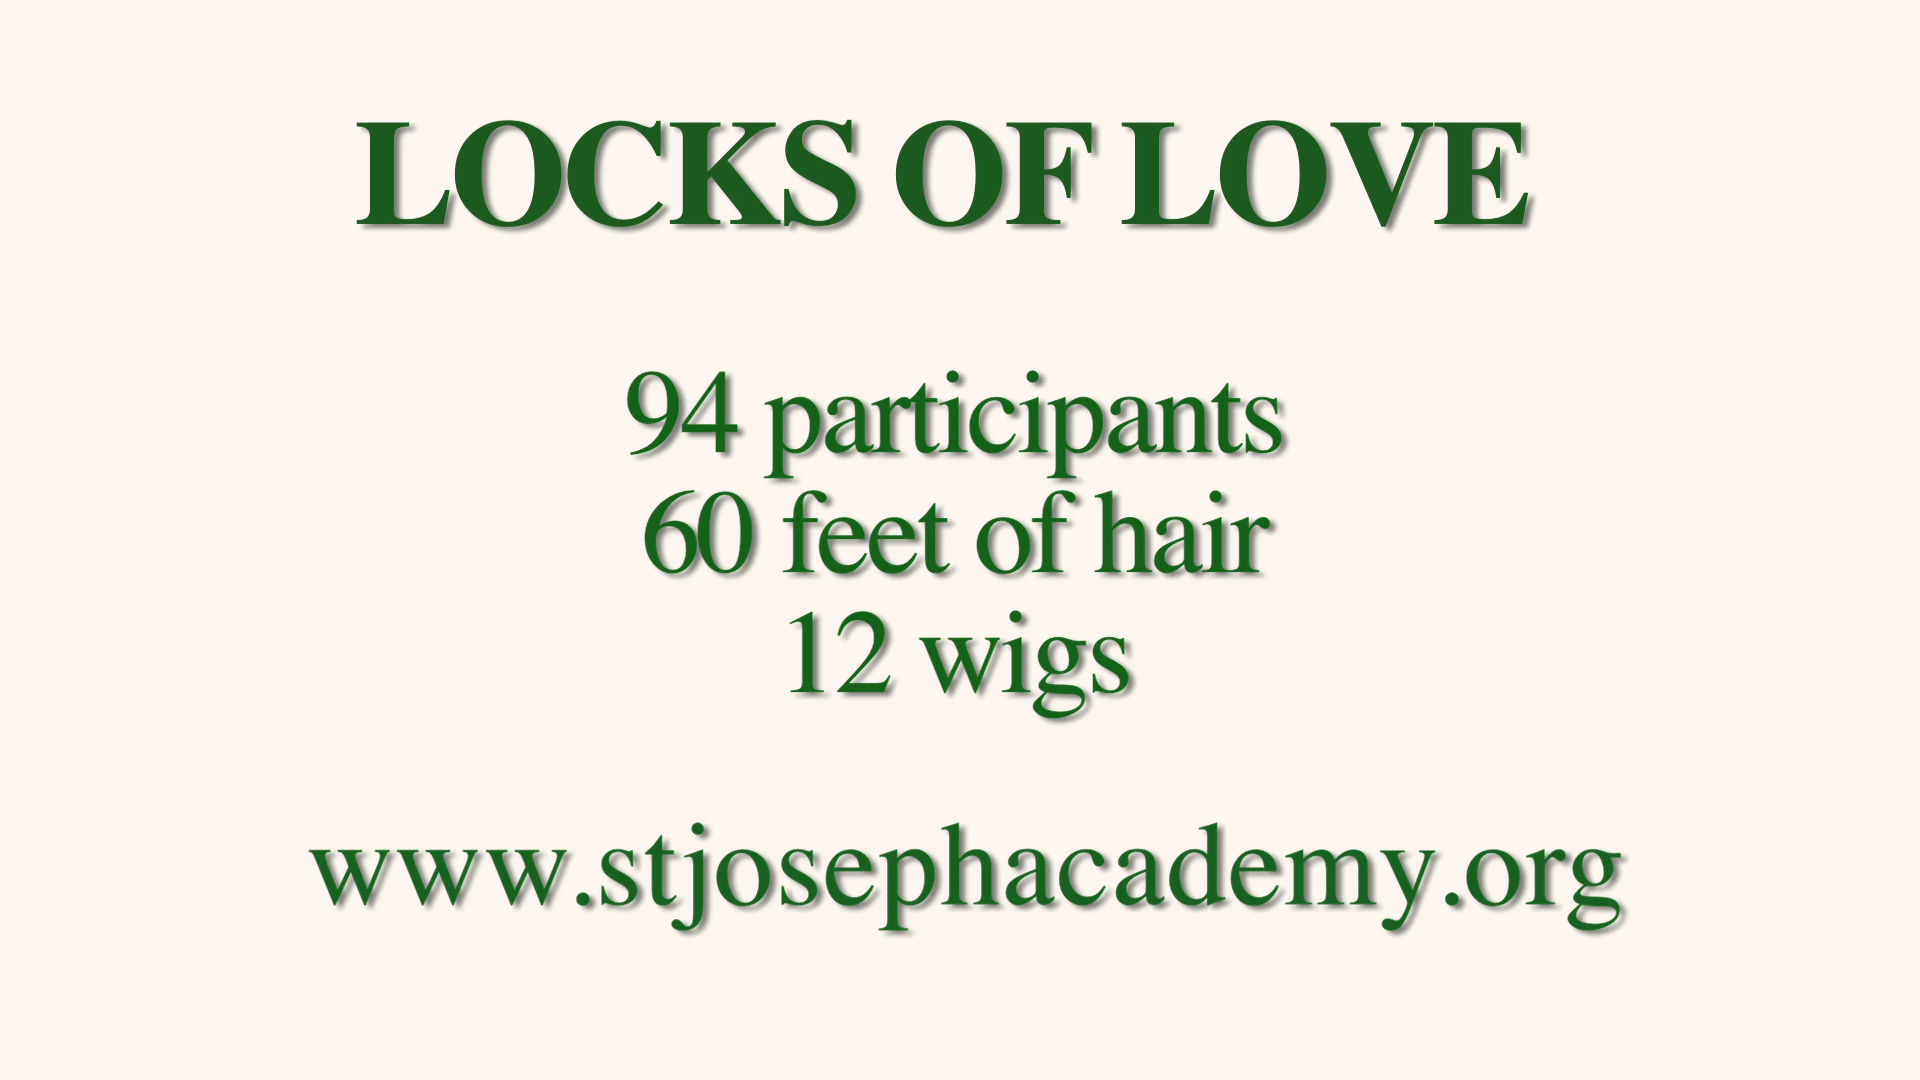 LOCKS OF LOVE
94 participants
60 feet of hair
12 wigs
www.stjosephacademy.org